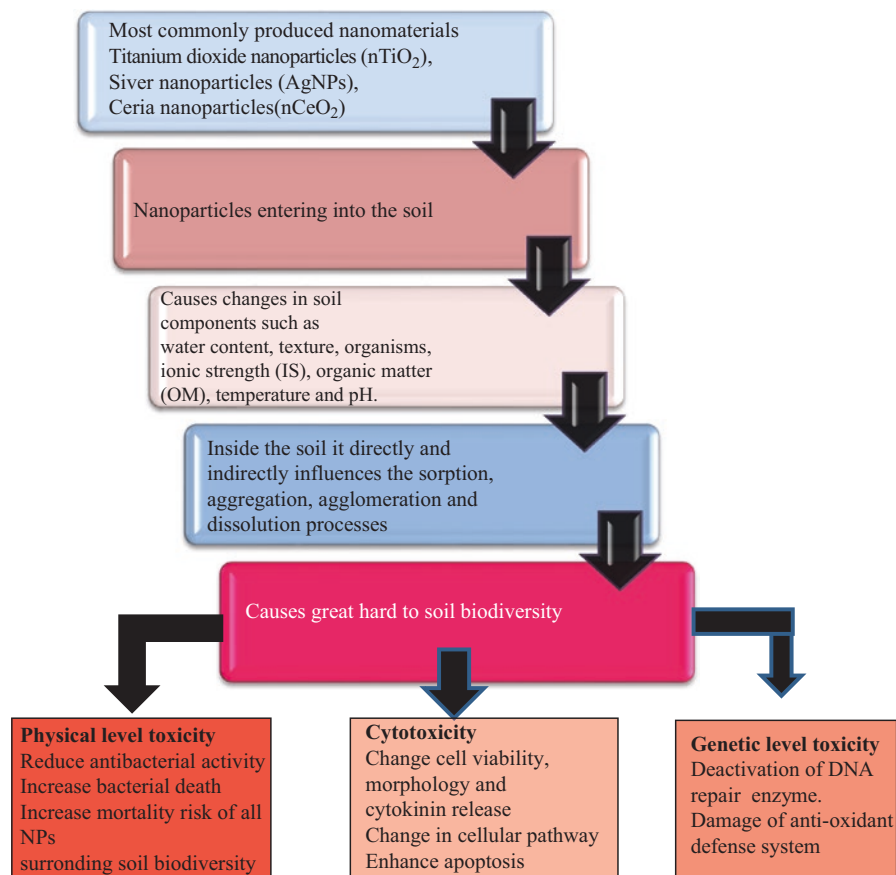 Most commonly produced nanomaterials
Titanium dioxide nanoparticles (nTiO₂),
Siver nanoparticles (AgNPs),
Ceria nanoparticles(nCeO₂)
Nanoparticles entering into the soil
Causes changes in soil
components such as
water content, texture, organisms,
ionic strength (IS), organic matter
(OM), temperature and pH.
Inside the soil it directly and
indirectly influences the sorption,
aggregation, agglomeration and
dissolution processes
Causes great hard to soil biodiversity
Physical level toxicity
Reduce antibacterial activity
Increase bacterial death
Increase mortality risk of all
NPs
surronding soil biodiversity
Cytotoxicity
Change cell viability,
morphology and
cytokinin release
Change in cellular pathway
Enhance apoptosis
Genetic level toxicity
Deactivation of DNA
repair enzyme.
Damage of anti-oxidant
defense system